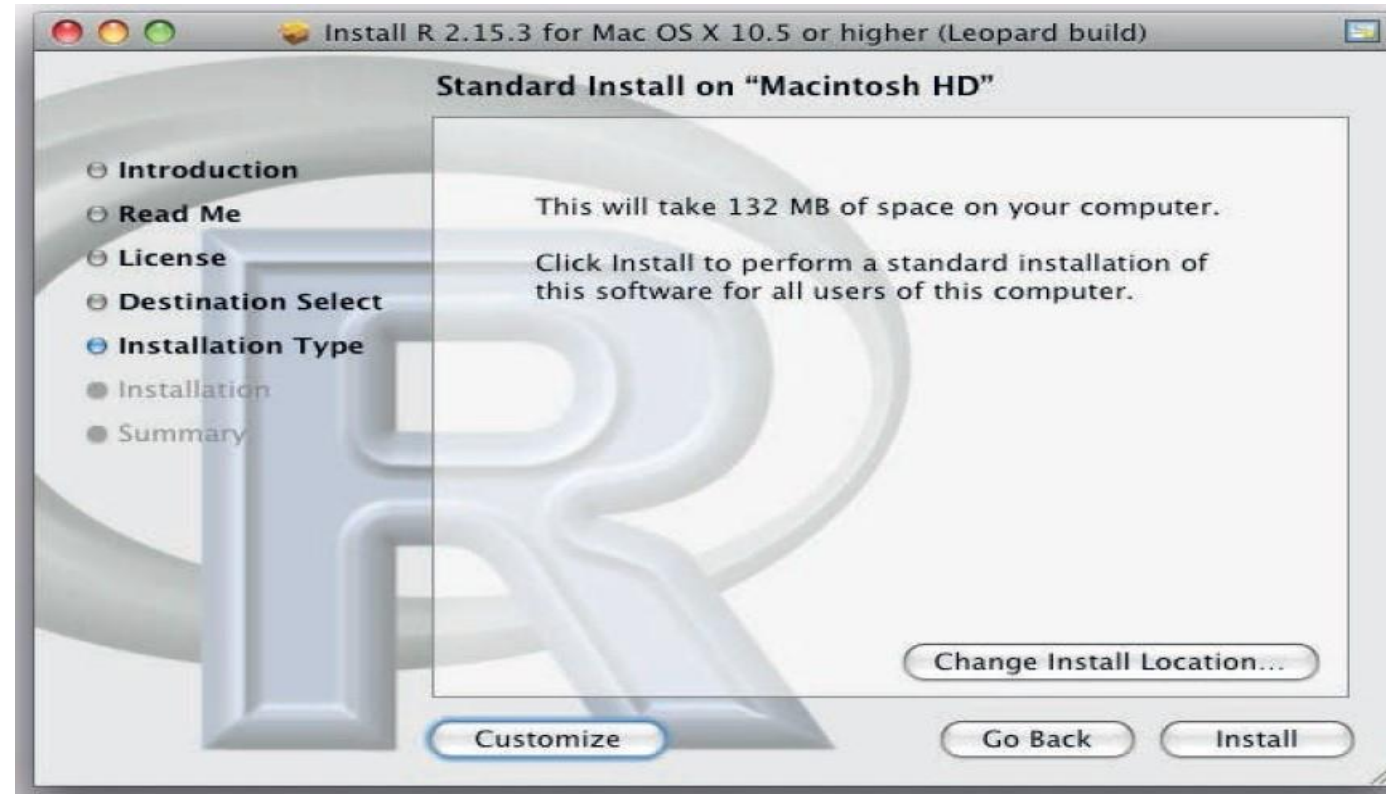 Install R 2.15.3 for Mac OS X 10.5 or higher (Leopard build)
Standard Install on “Macintosh HD”
Introduction
Read Me
License
Destination Select
Installation Type
Installation
Summary
This will take 132 MB of space on your computer.
Click Install to perform a standard installation of
this software for all users of this computer.
Change Install Location...
Customize
Go Back
Install
R